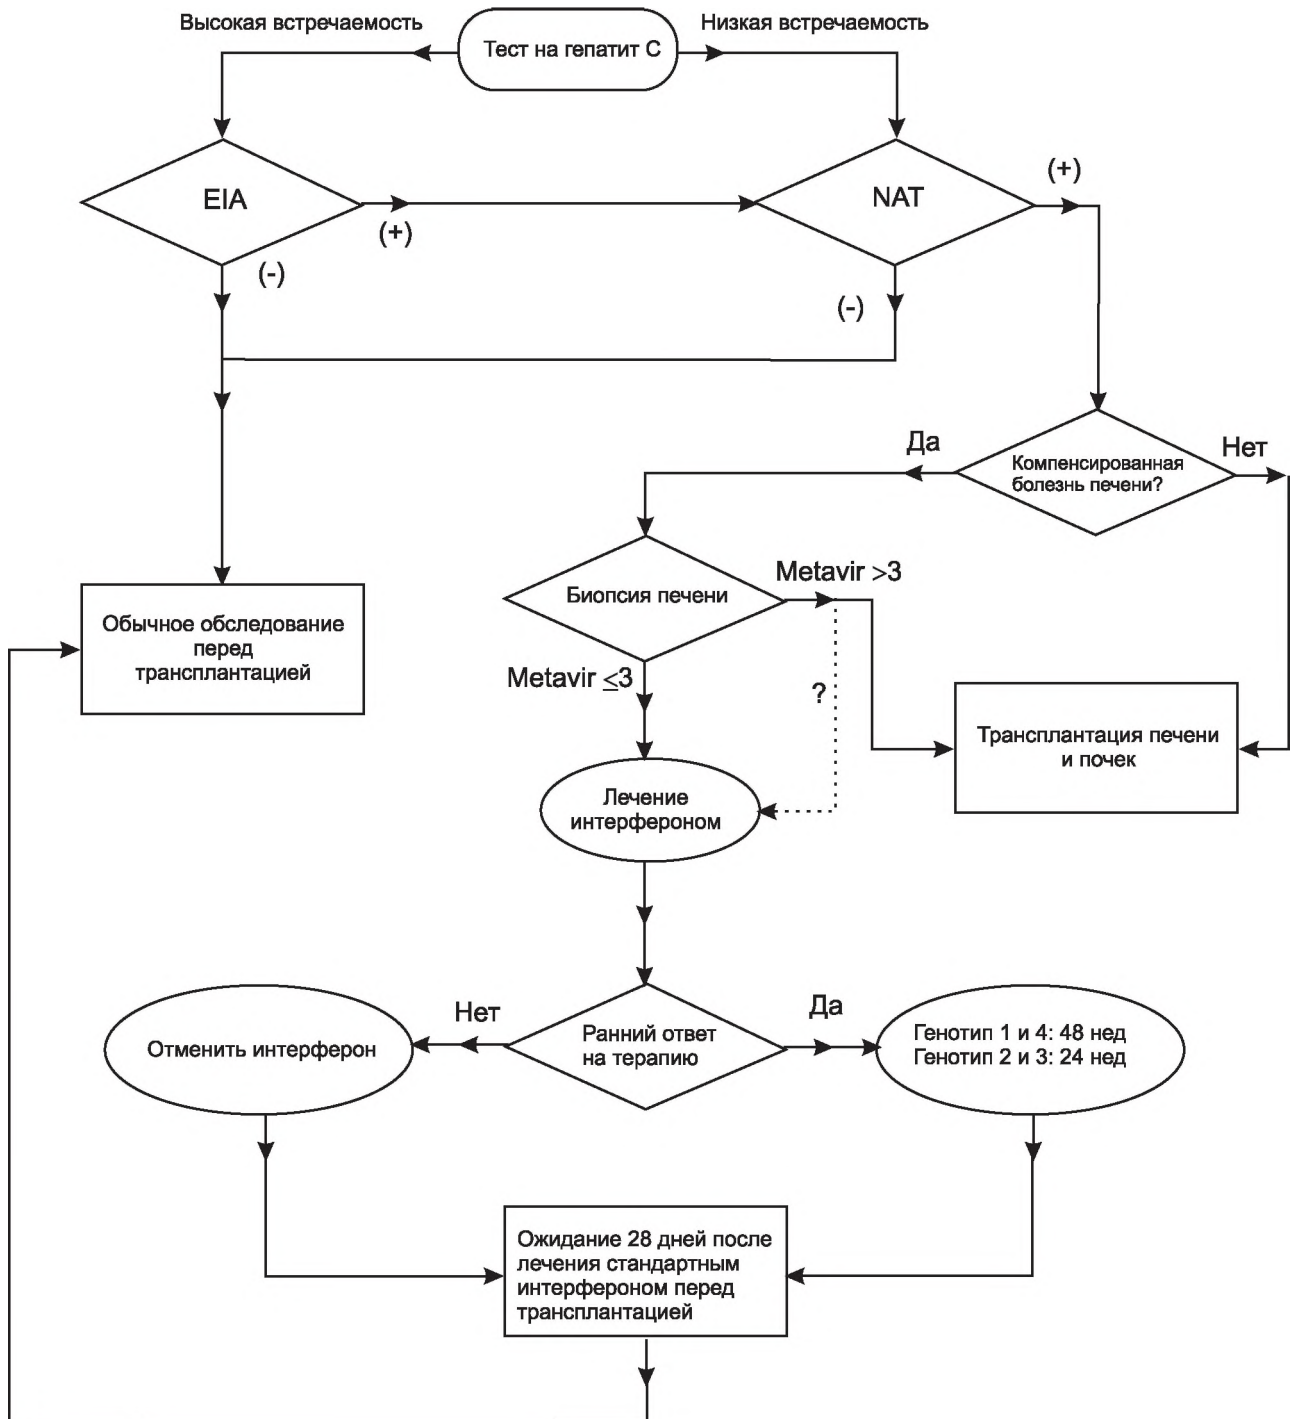 Высокая встречаемость
Тест на гепатит С
Низкая встречаемость
EIA
(+)
(-)
NAT
(+)
(-)
Компенсированная
болезнь печени?
Да
Нет
Биопсия печени
Metavir >3
Metavir ≤3
?
Обычное обследование
перед
трансплантацией
Трансплантация печени
и почек
Лечение
интерфероном
Ранний ответ
на терапию
Нет
Да
Отменить интерферон
Генотип 1 и 4: 48 нед
Генотип 2 и 3: 24 нед
Ожидание 28 дней после
лечения стандартным
интерфероном перед
трансплантацией